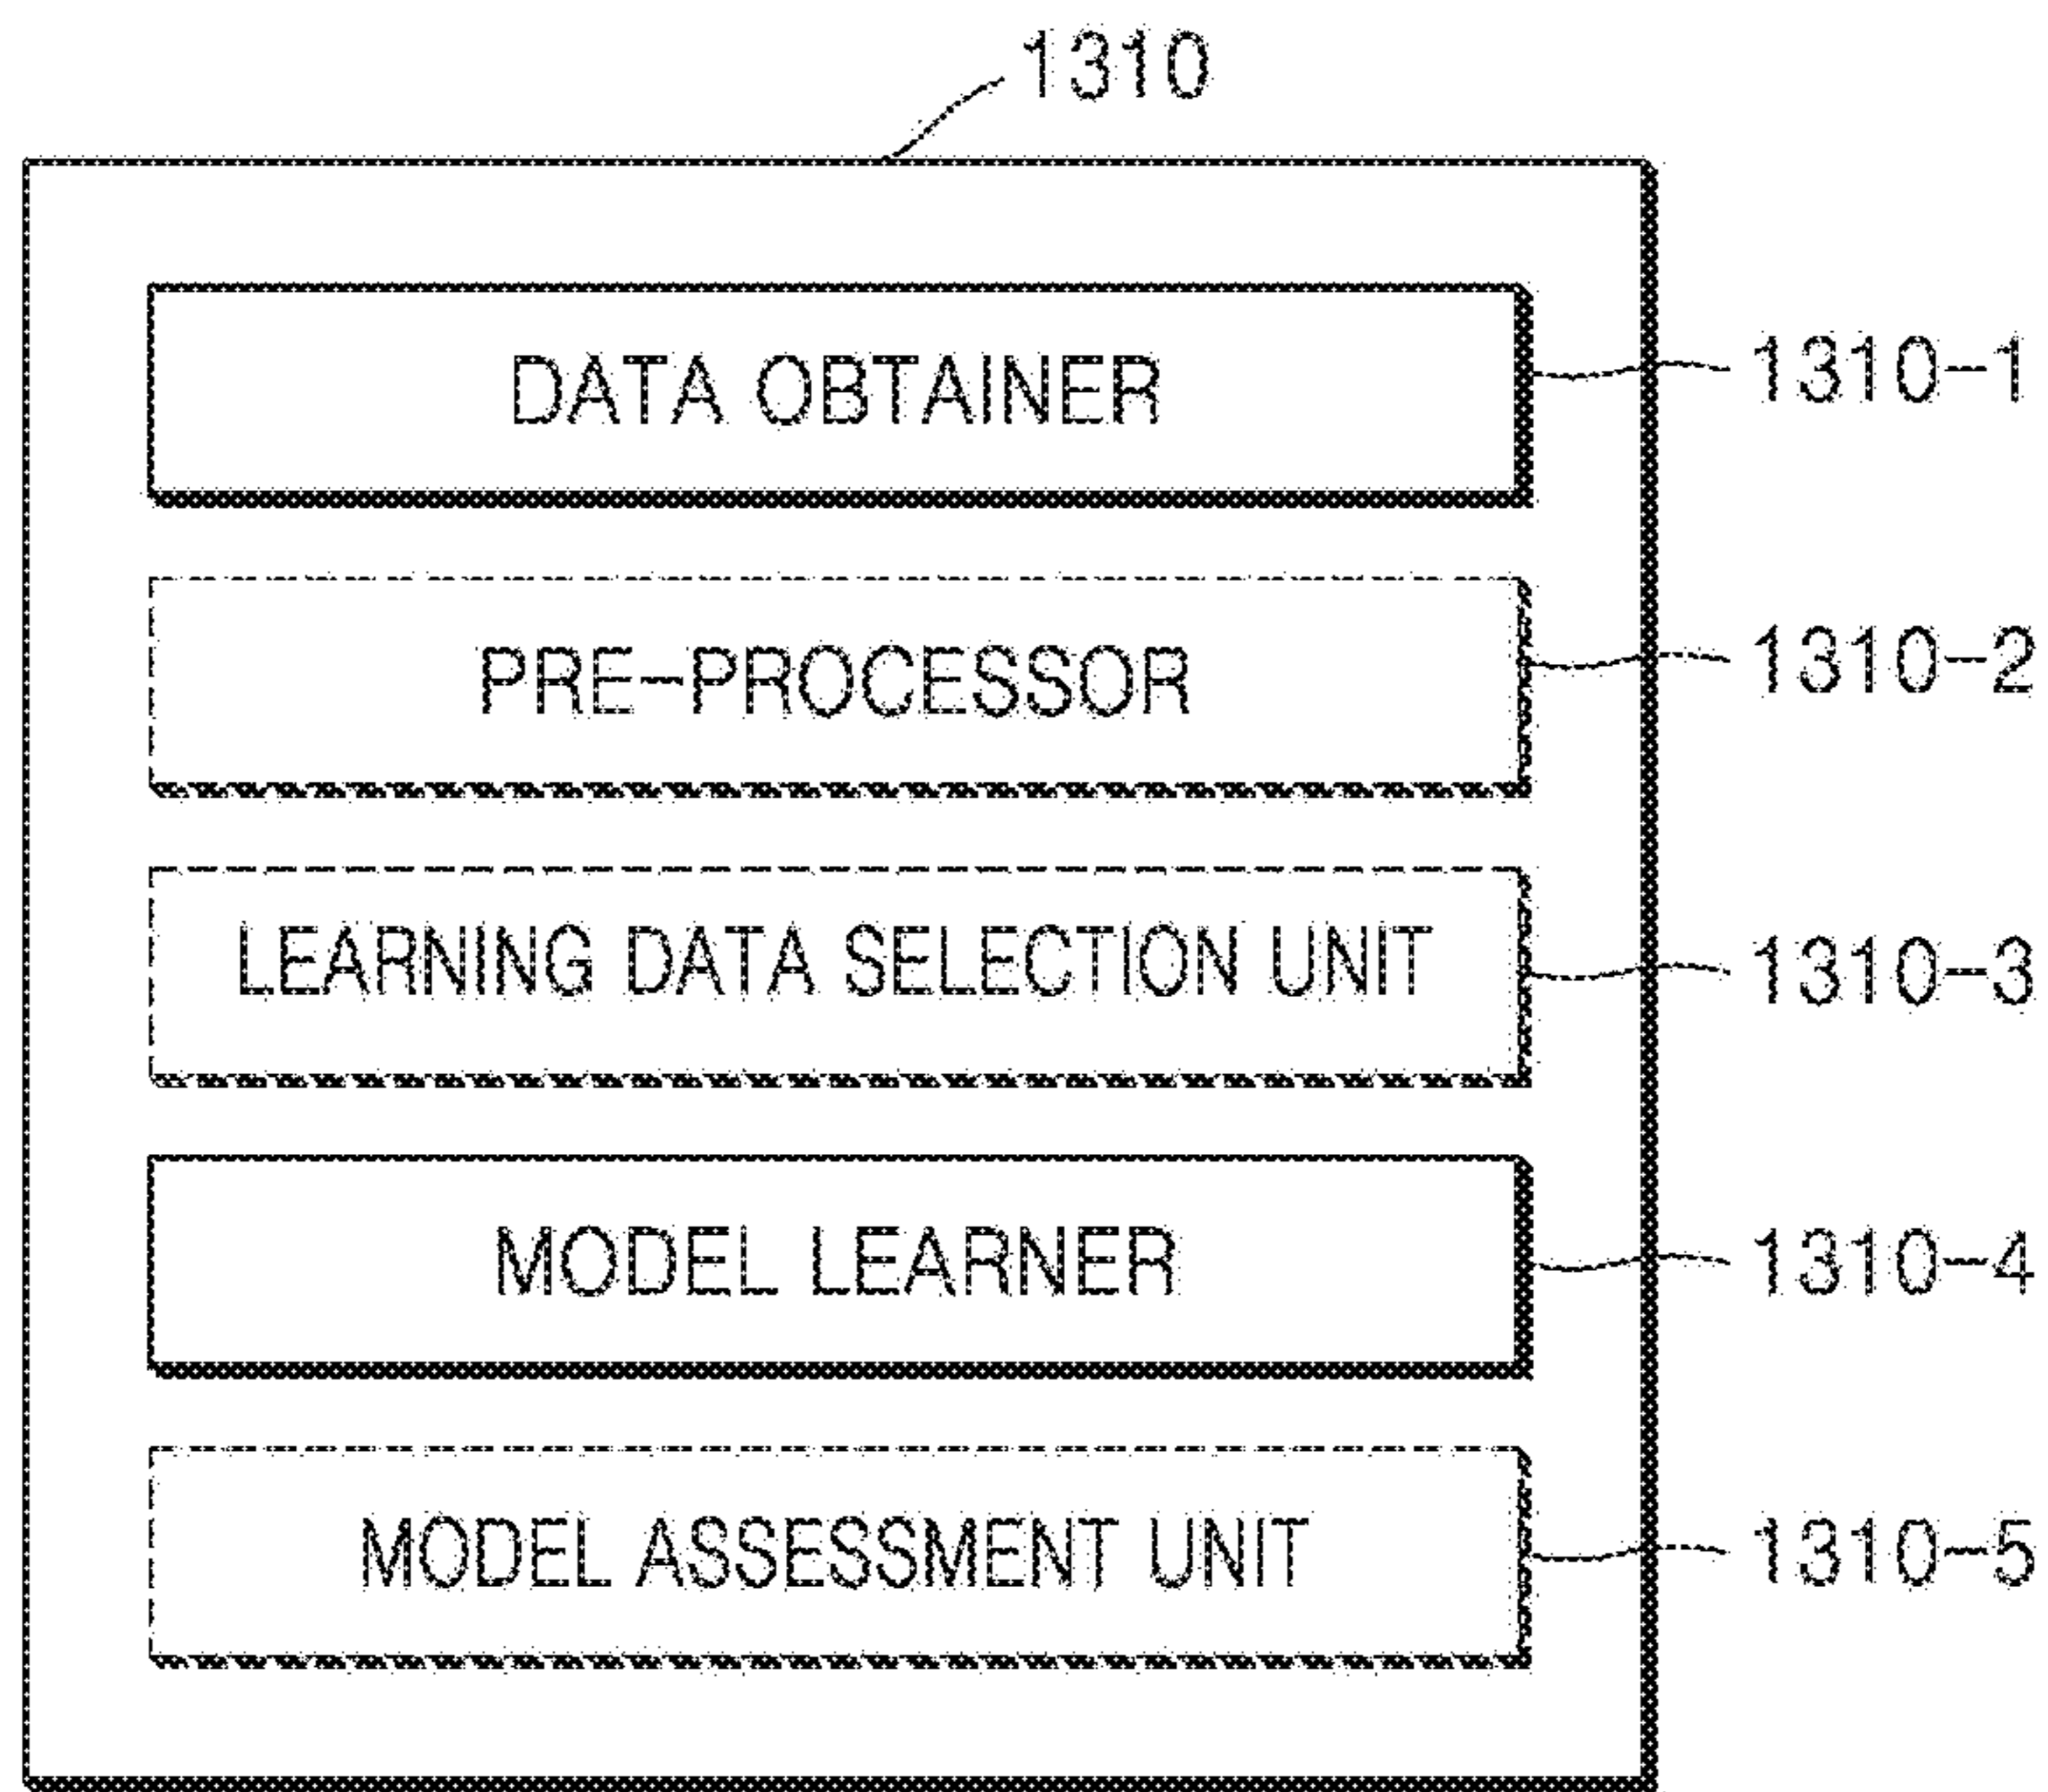 1310
DATA OBTAINER
1310-1
PRE-PROCESSOR
1310-2
LEARNING DATA SELECTION UNIT
1310-3
MODEL LEARNER
1310-4
MODEL ASSESSMENT UNIT
1310-5